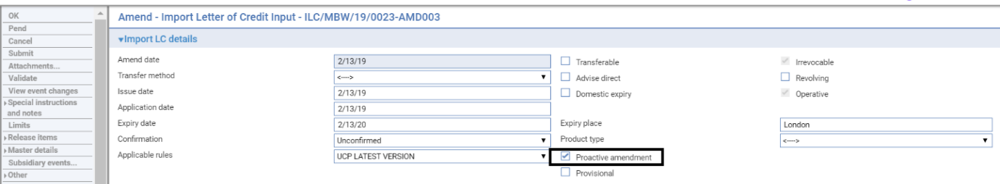 OK
Pend
Cancel
Submit
Attachments...
Validate
View event changes
Special instructions
and notes
Limits
Release items
Master details
Subsidiary events...
Other
Amend - Import Letter of Credit Input - ILC/MBW/19/0023-AMD003
Import LC details
Amend date 2/13/19 Transferable Irrevocable
Transfer method <----> Advise direct Revolving
Issue date 2/13/19 Domestic expiry Operative
Application date 2/13/19
Expiry date 2/13/20 Expiry place London
Confirmation Unconfirmed Product type <---->
Applicable rules UCP LATEST VERSION Proactive amendment
Provisional